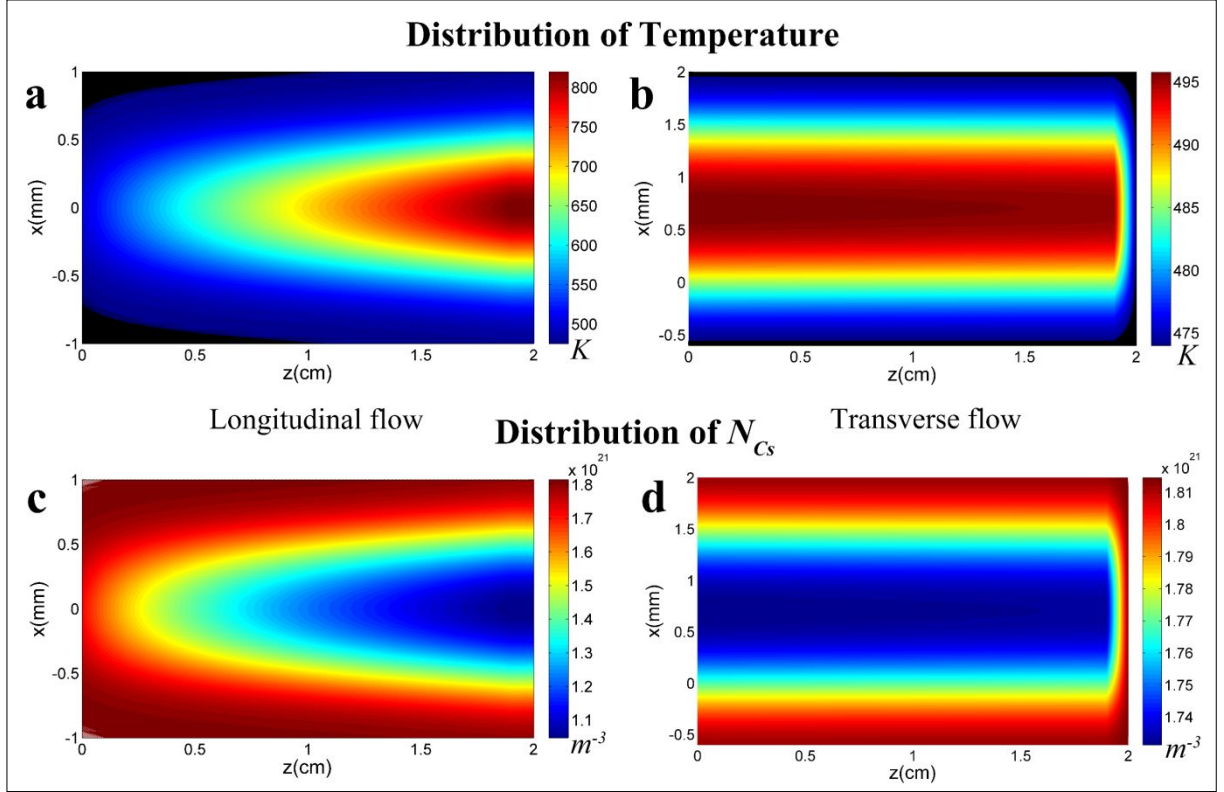 Distribution of Temperature
a
1
0.5
0
-0.5
-1
x(mm)
0 0.5 1 1.5 2
z(cm)
800
750
700
650
600
550
500
K
b
2
1.5
1
0.5
0
-0.5
x(mm)
0 0.5 1 1.5 2
z(cm)
495
490
485
480
475
K
Longitudinal flow
Transverse flow
Distribution of N_Cs
c
1
0.5
0
-0.5
-1
x(mm)
0 0.5 1 1.5 2
z(cm)
x 10^21
1.8
1.7
1.6
1.5
1.4
1.3
1.2
1.1
m^-3
d
2
1.5
1
0.5
0
-0.5
x(mm)
0 0.5 1 1.5 2
z(cm)
x 10^21
1.81
1.8
1.79
1.78
1.77
1.76
1.75
1.74
m^-3